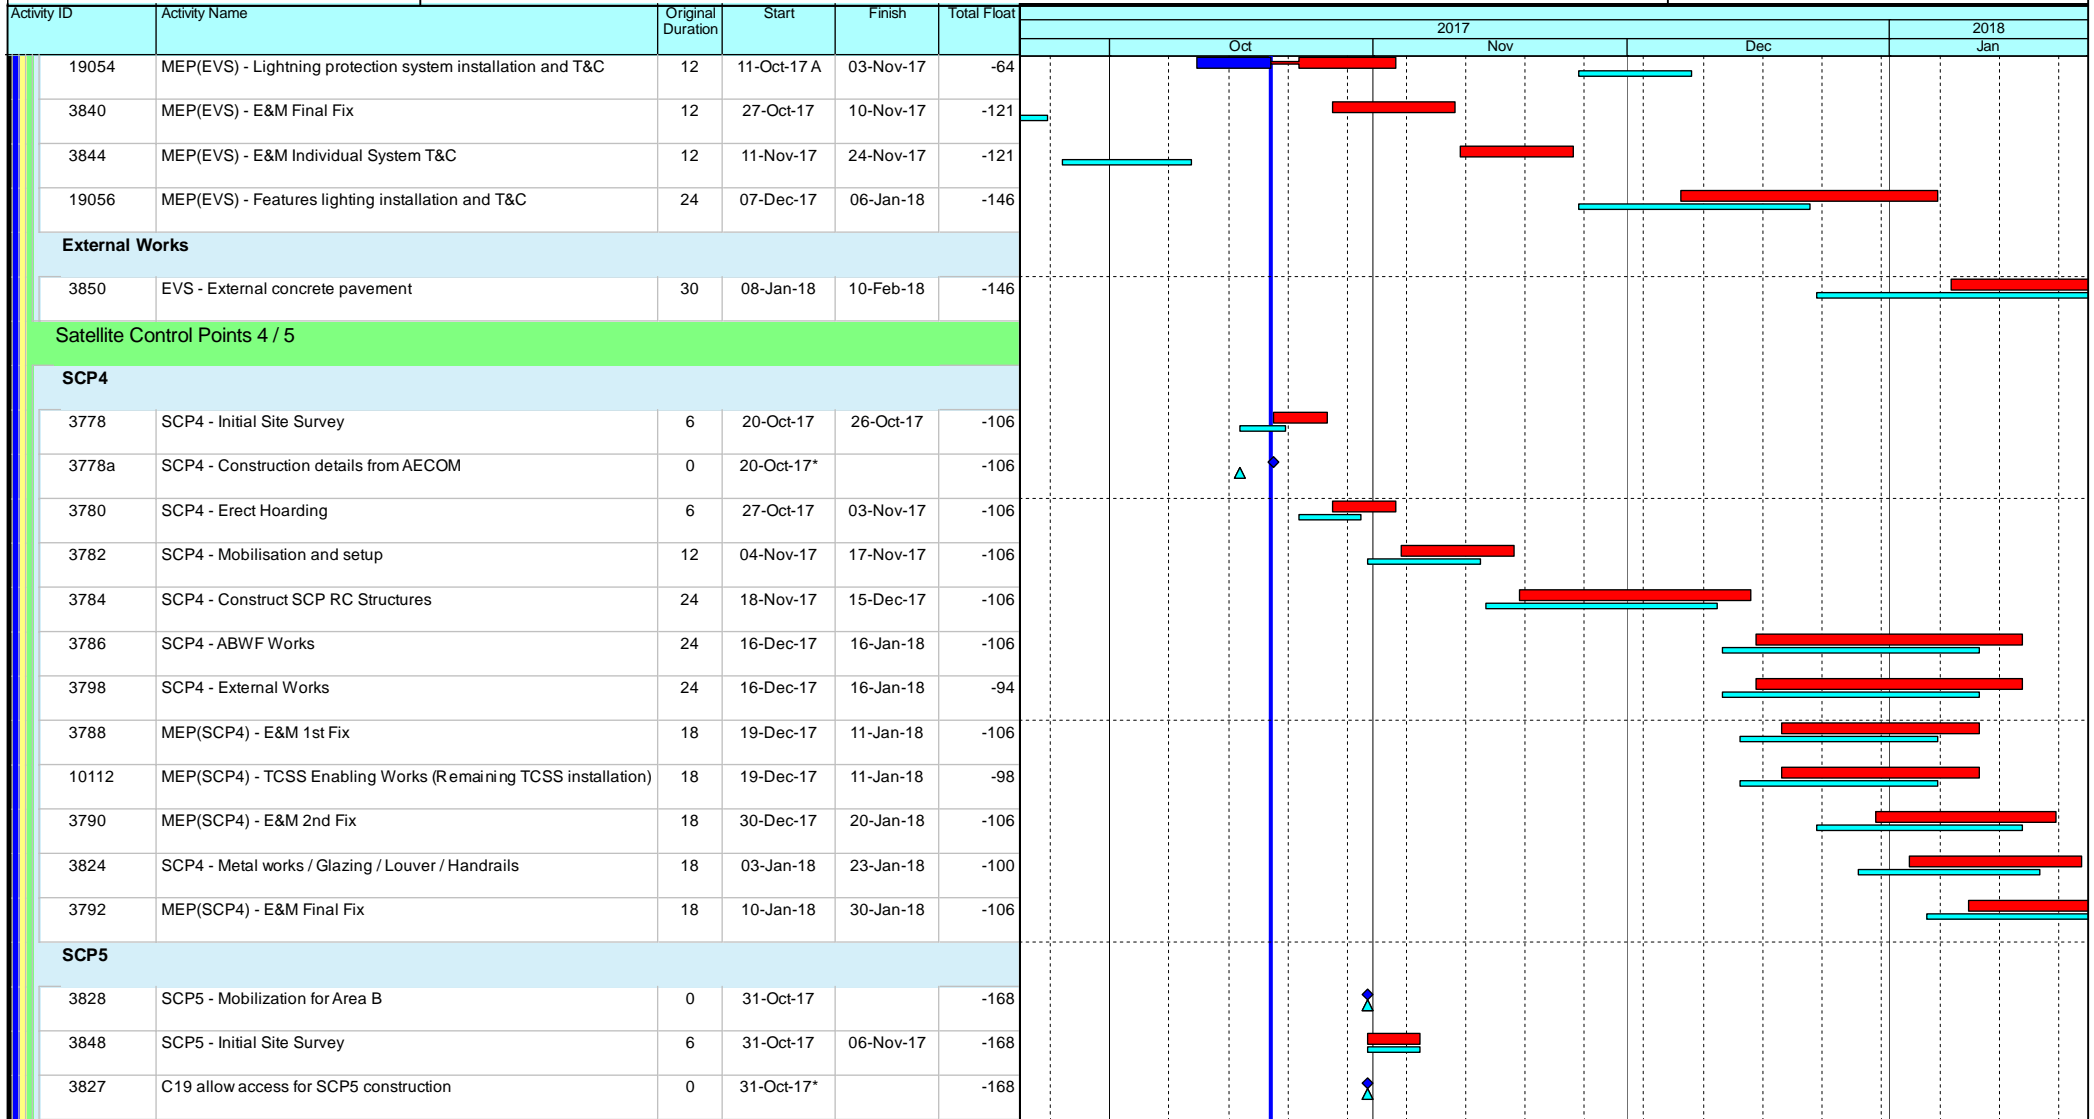 Activity ID Activity Name Original Duration Start Finish Total Float 2017 2018
Oct Nov Dec Jan
19054 MEP(EVS) - Lightning protection system installation and T&C 12 11-Oct-17 A 03-Nov-17 -64
3840 MEP(EVS) - E&M Final Fix 12 27-Oct-17 10-Nov-17 -121
3844 MEP(EVS) - E&M Individual System T&C 12 11-Nov-17 24-Nov-17 -121
19056 MEP(EVS) - Features lighting installation and T&C 24 07-Dec-17 06-Jan-18 -146
External Works
3850 EVS - External concrete pavement 30 08-Jan-18 10-Feb-18 -146
Satellite Control Points 4 / 5
SCP4
3778 SCP4 - Initial Site Survey 6 20-Oct-17 26-Oct-17 -106
3778a SCP4 - Construction details from AECOM 0 20-Oct-17* -106
3780 SCP4 - Erect Hoarding 6 27-Oct-17 03-Nov-17 -106
3782 SCP4 - Mobilisation and setup 12 04-Nov-17 17-Nov-17 -106
3784 SCP4 - Construct SCP RC Structures 24 18-Nov-17 15-Dec-17 -106
3786 SCP4 - ABWF Works 24 16-Dec-17 16-Jan-18 -106
3798 SCP4 - External Works 24 16-Dec-17 16-Jan-18 -94
3788 MEP(SCP4) - E&M 1st Fix 18 19-Dec-17 11-Jan-18 -106
10112 MEP(SCP4) - TCSS Enabling Works (Remaining TCSS installation) 18 19-Dec-17 11-Jan-18 -98
3790 MEP(SCP4) - E&M 2nd Fix 18 30-Dec-17 20-Jan-18 -106
3824 SCP4 - Metal works / Glazing / Louver / Handrails 18 03-Jan-18 23-Jan-18 -100
3792 MEP(SCP4) - E&M Final Fix 18 10-Jan-18 30-Jan-18 -106
SCP5
3828 SCP5 - Mobilization for Area B 0 31-Oct-17 -168
3848 SCP5 - Initial Site Survey 6 31-Oct-17 06-Nov-17 -168
3827 C19 allow access for SCP5 construction 0 31-Oct-17* -168